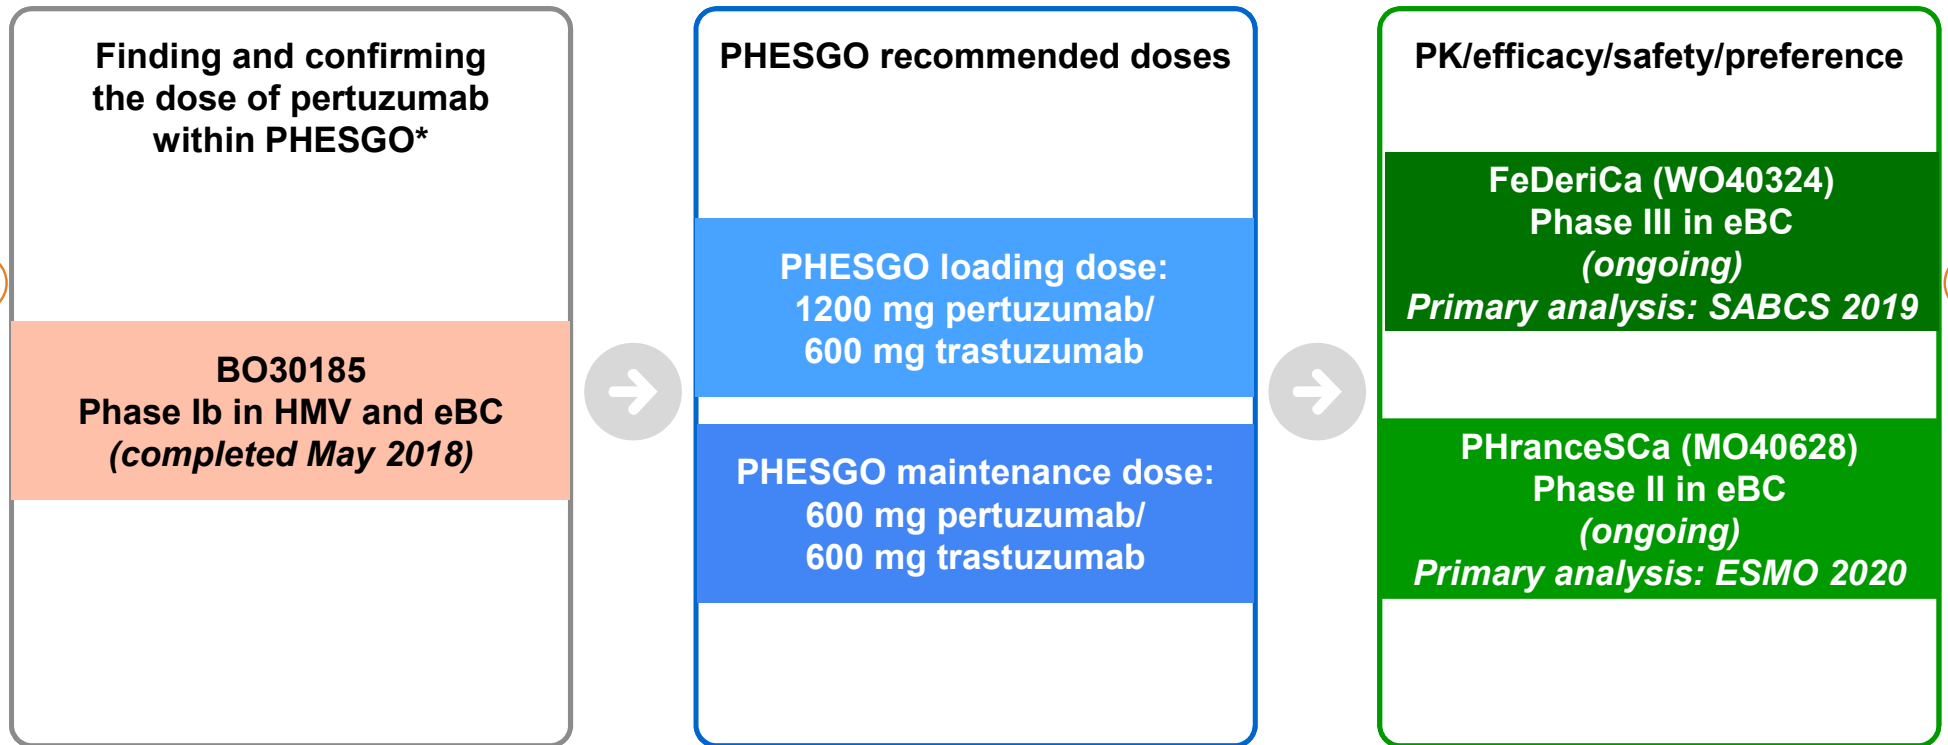 Finding and confirming
the dose of pertuzumab
within PHESGO*
BO30185
Phase Ib in HMV and eBC
(completed May 2018)
PHESGO recommended doses
PHESGO loading dose:
1200 mg pertuzumab/
600 mg trastuzumab
PHESGO maintenance dose:
600 mg pertuzumab/
600 mg trastuzumab
PK/efficacy/safety/preference
FeDeriCa (WO40324)
Phase III in eBC
(ongoing)
Primary analysis: SABCS 2019
PHranceSCa (MO40628)
Phase II in eBC
(ongoing)
Primary analysis: ESMO 2020